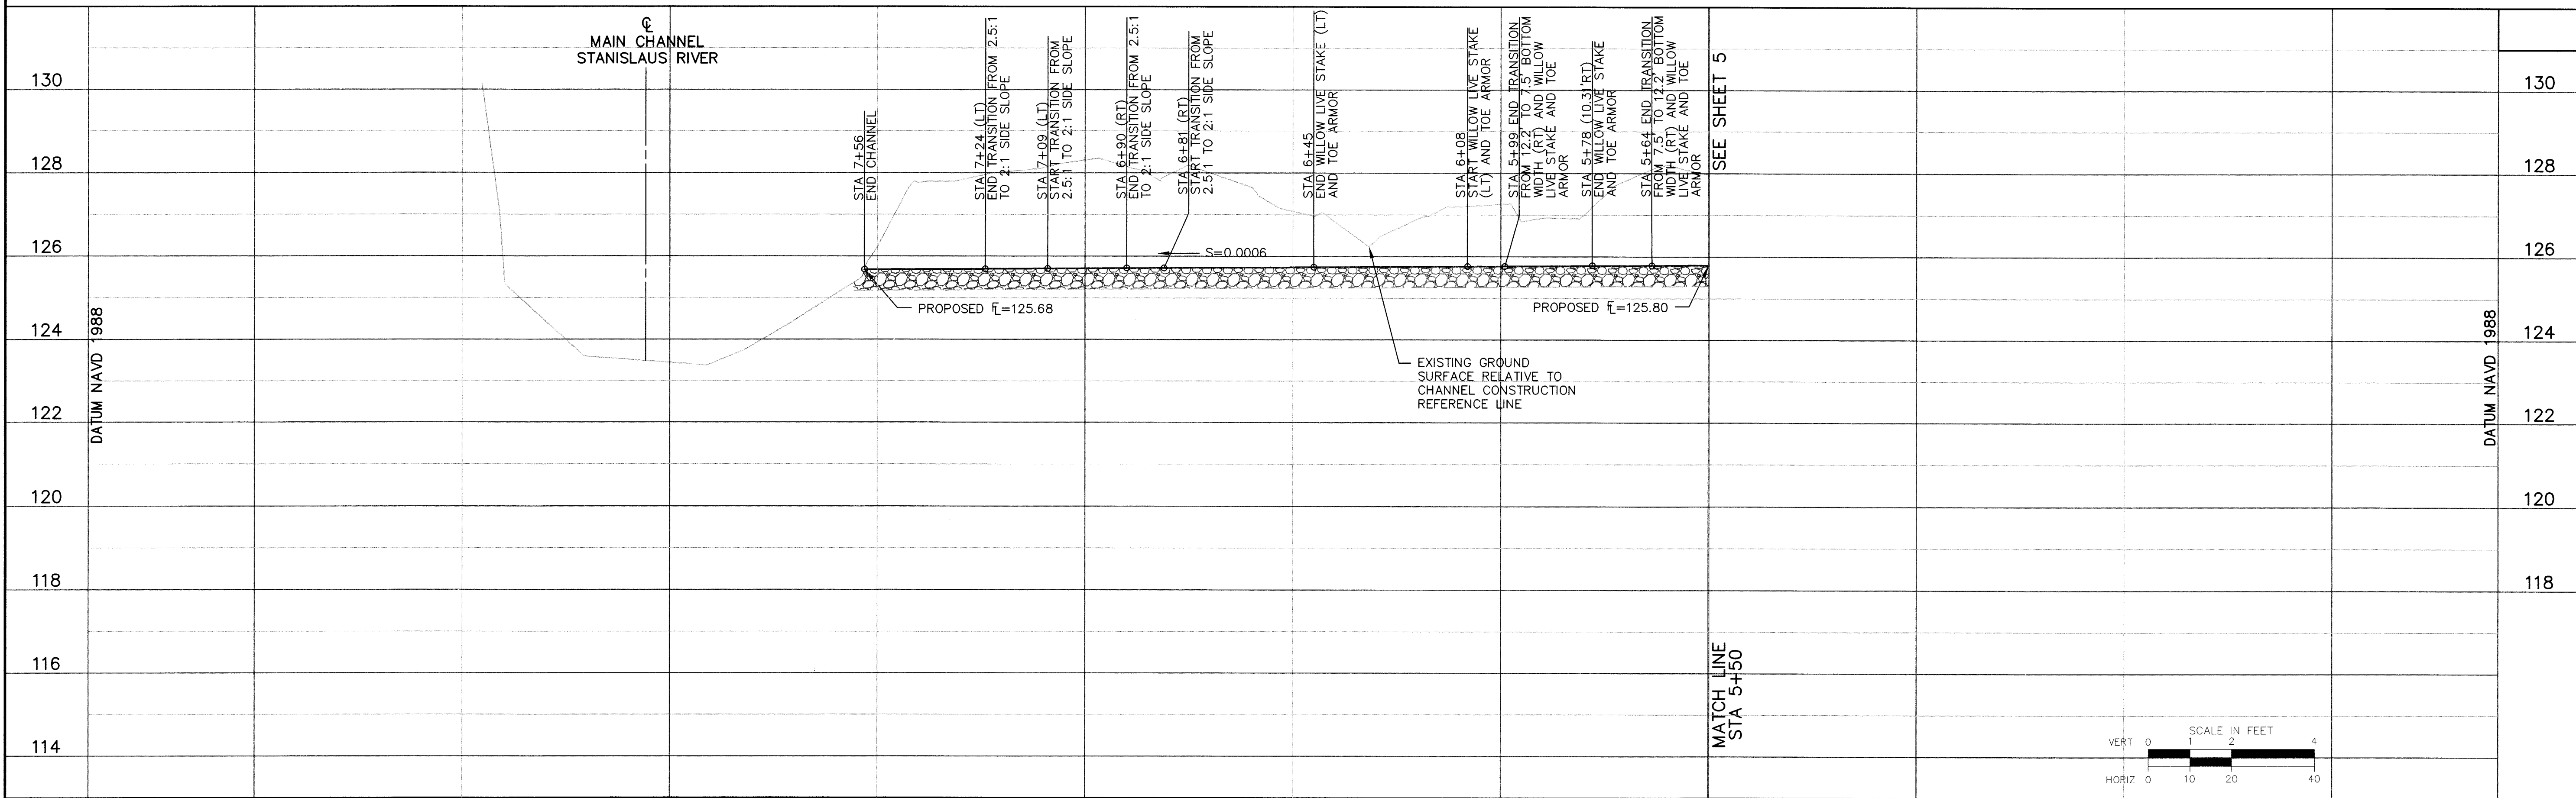 ℄
MAIN CHANNEL
STANISLAUS RIVER
STA 7+56
END CHANNEL
STA 7+24 (LT)
END TRANSITION FROM 2.5:1
TO 2:1 SIDE SLOPE
STA 7+09 (LT)
START TRANSITION FROM
2.5:1 TO 2:1 SIDE SLOPE
STA 6+90 (RT)
END TRANSITION FROM 2.5:1
TO 2:1 SIDE SLOPE
STA 6+81 (RT)
START TRANSITION FROM
2.5:1 TO 2:1 SIDE SLOPE
STA 6+45
END WILLOW LIVE STAKE (LT)
AND TOE ARMOR
STA 6+08
START WILLOW LIVE STAKE
(LT) AND TOE ARMOR
STA 5+99 END TRANSITION
FROM 12.2' TO 7.5' BOTTOM
WIDTH (RT) AND WILLOW
LIVE STAKE AND TOE
ARMOR
STA 5+78 (10.31'RT)
END WILLOW LIVE STAKE
AND TOE ARMOR
STA 5+64 END TRANSITION
FROM 7.5' TO 12.2' BOTTOM
WIDTH (RT) AND WILLOW
LIVE STAKE AND TOE
ARMOR
SEE SHEET 5
130
128
126
124
122
120
118
116
114
DATUM NAVD 1988
S=0.0006
PROPOSED FL=125.68
PROPOSED FL=125.80
EXISTING GROUND
SURFACE RELATIVE TO
CHANNEL CONSTRUCTION
REFERENCE LINE
MATCH LINE
STA 5+50
DATUM NAVD 1988
130
128
126
124
122
120
118
SCALE IN FEET
VERT 0 1 2 4
HORIZ 0 10 20 40